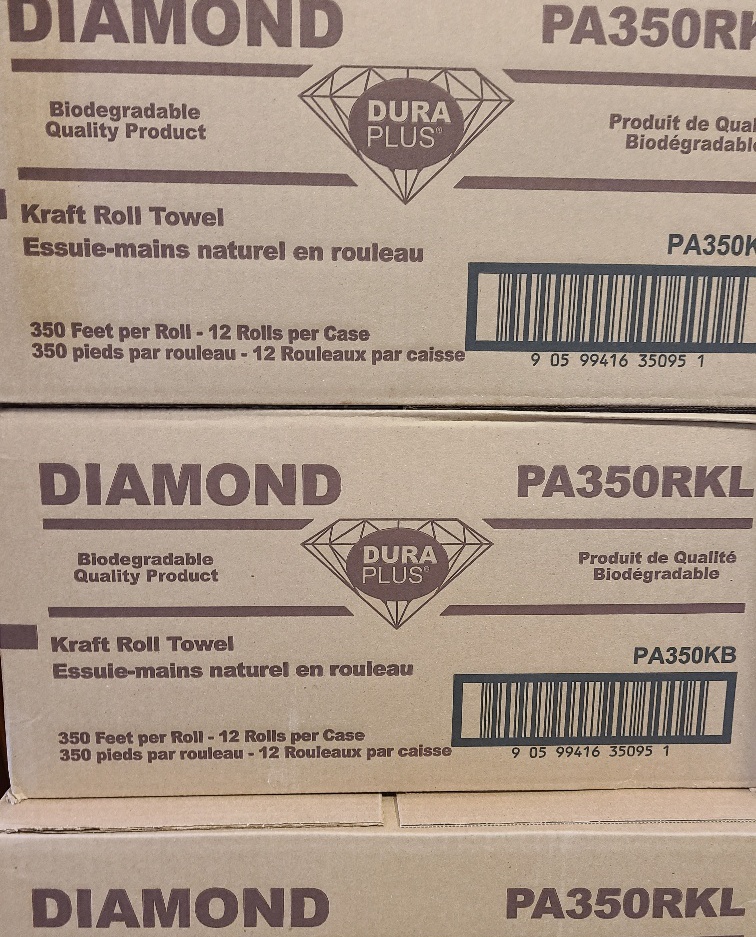 DIAMOND
Biodegradable
Quality Product
DURA
PLUS®
Produit de
Kraft Roll Towel
Essuie-mains naturel en rouleau
350 Feet per Roll - 12 Rolls per Case
350 pieds par rouleau - 12 Rouleaux par caisse
9 05 99416 35095 1
DIAMOND PA350RKL
Biodegradable
Quality Product
DURA
PLUS®
Produit de Qualité
Biodégradable
Kraft Roll Towel
Essuie-mains naturel en rouleau
PA350KB
350 Feet per Roll - 12 Rolls per Case
350 pieds par rouleau - 12 Rouleaux par caisse
9 05 99416 35095 1
DIAMOND PA350RKL